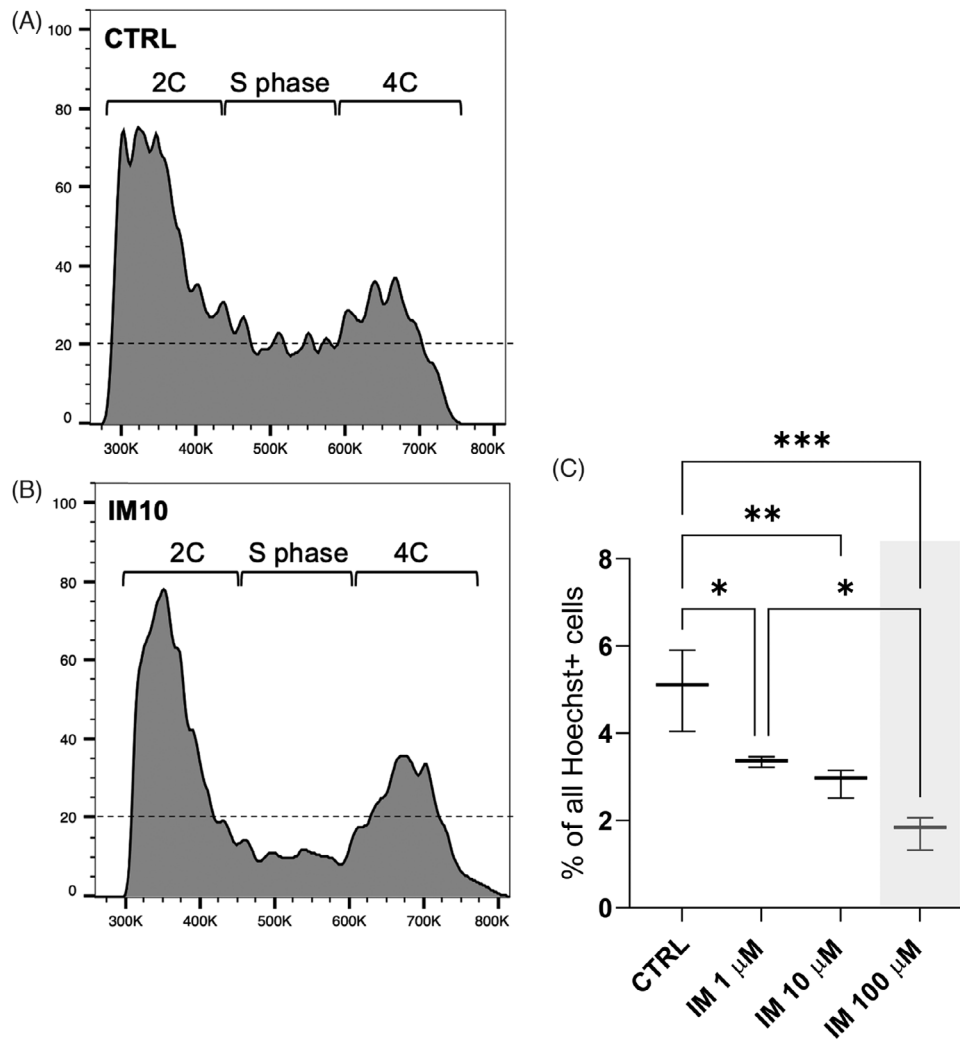 (A)
CTRL
2C S phase 4C
100
80
60
40
20
0
300K 400K 500K 600K 700K 800K
(B)
IM10
2C S phase 4C
100
80
60
40
20
0
300K 400K 500K 600K 700K 800K
(C)
***
**
* *
% of all Hoechst+ cells
8
6
4
2
0
CTRL
IM 1 μM
IM 10 μM
IM 100 μM